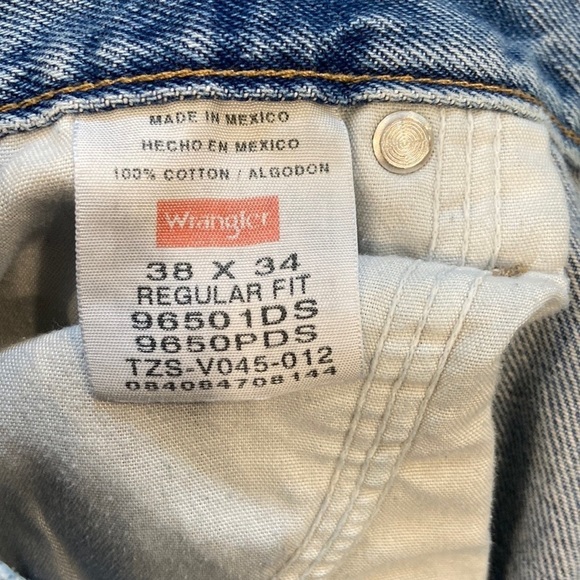 MADE IN MEXICO
HECHO EN MEXICO
100% COTTON / ALGODON
Wrangler
38 X 34
REGULAR FIT
96501DS
9650PDS
TZS-V045-012
084084708144